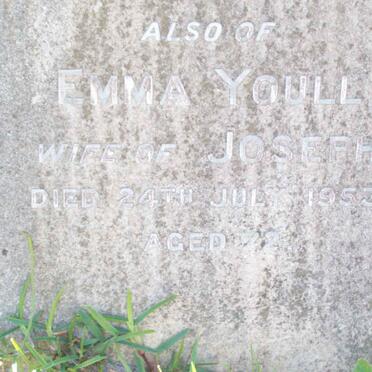 ALSO OF
EMMA YOULL
WIFE OF JOSEPH
DIED 24TH JULY
AGED